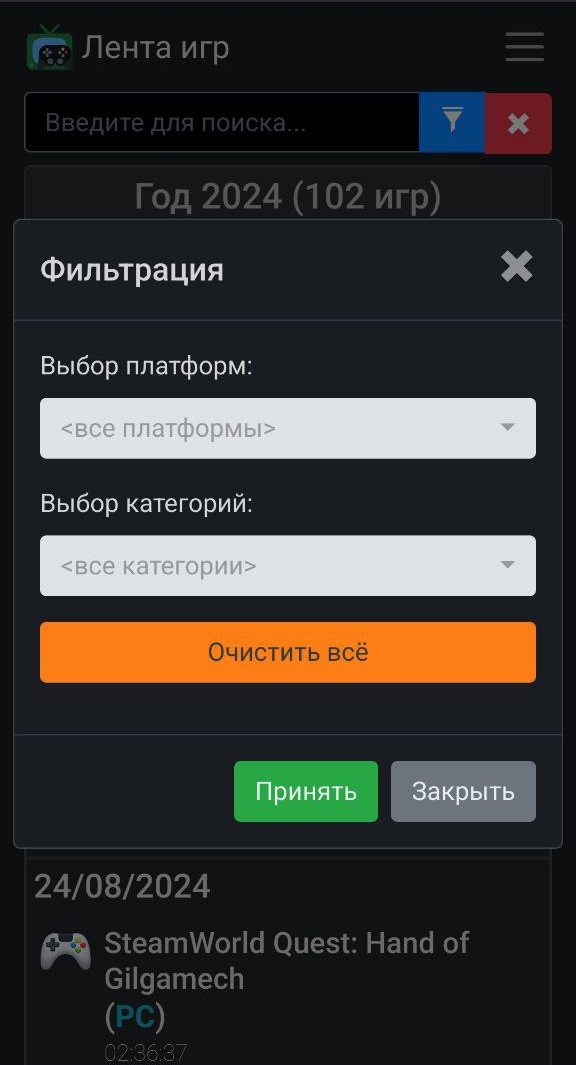 Лента игр
Введите для поиска...
Год 2024 (102 игр)
Фильтрация
Выбор платформ:
<все платформы>
Выбор категорий:
<все категории>
Очистить всё
Принять
Закрыть
24/08/2024
SteamWorld Quest: Hand of
Gilgamech
(PC)
02:36:37